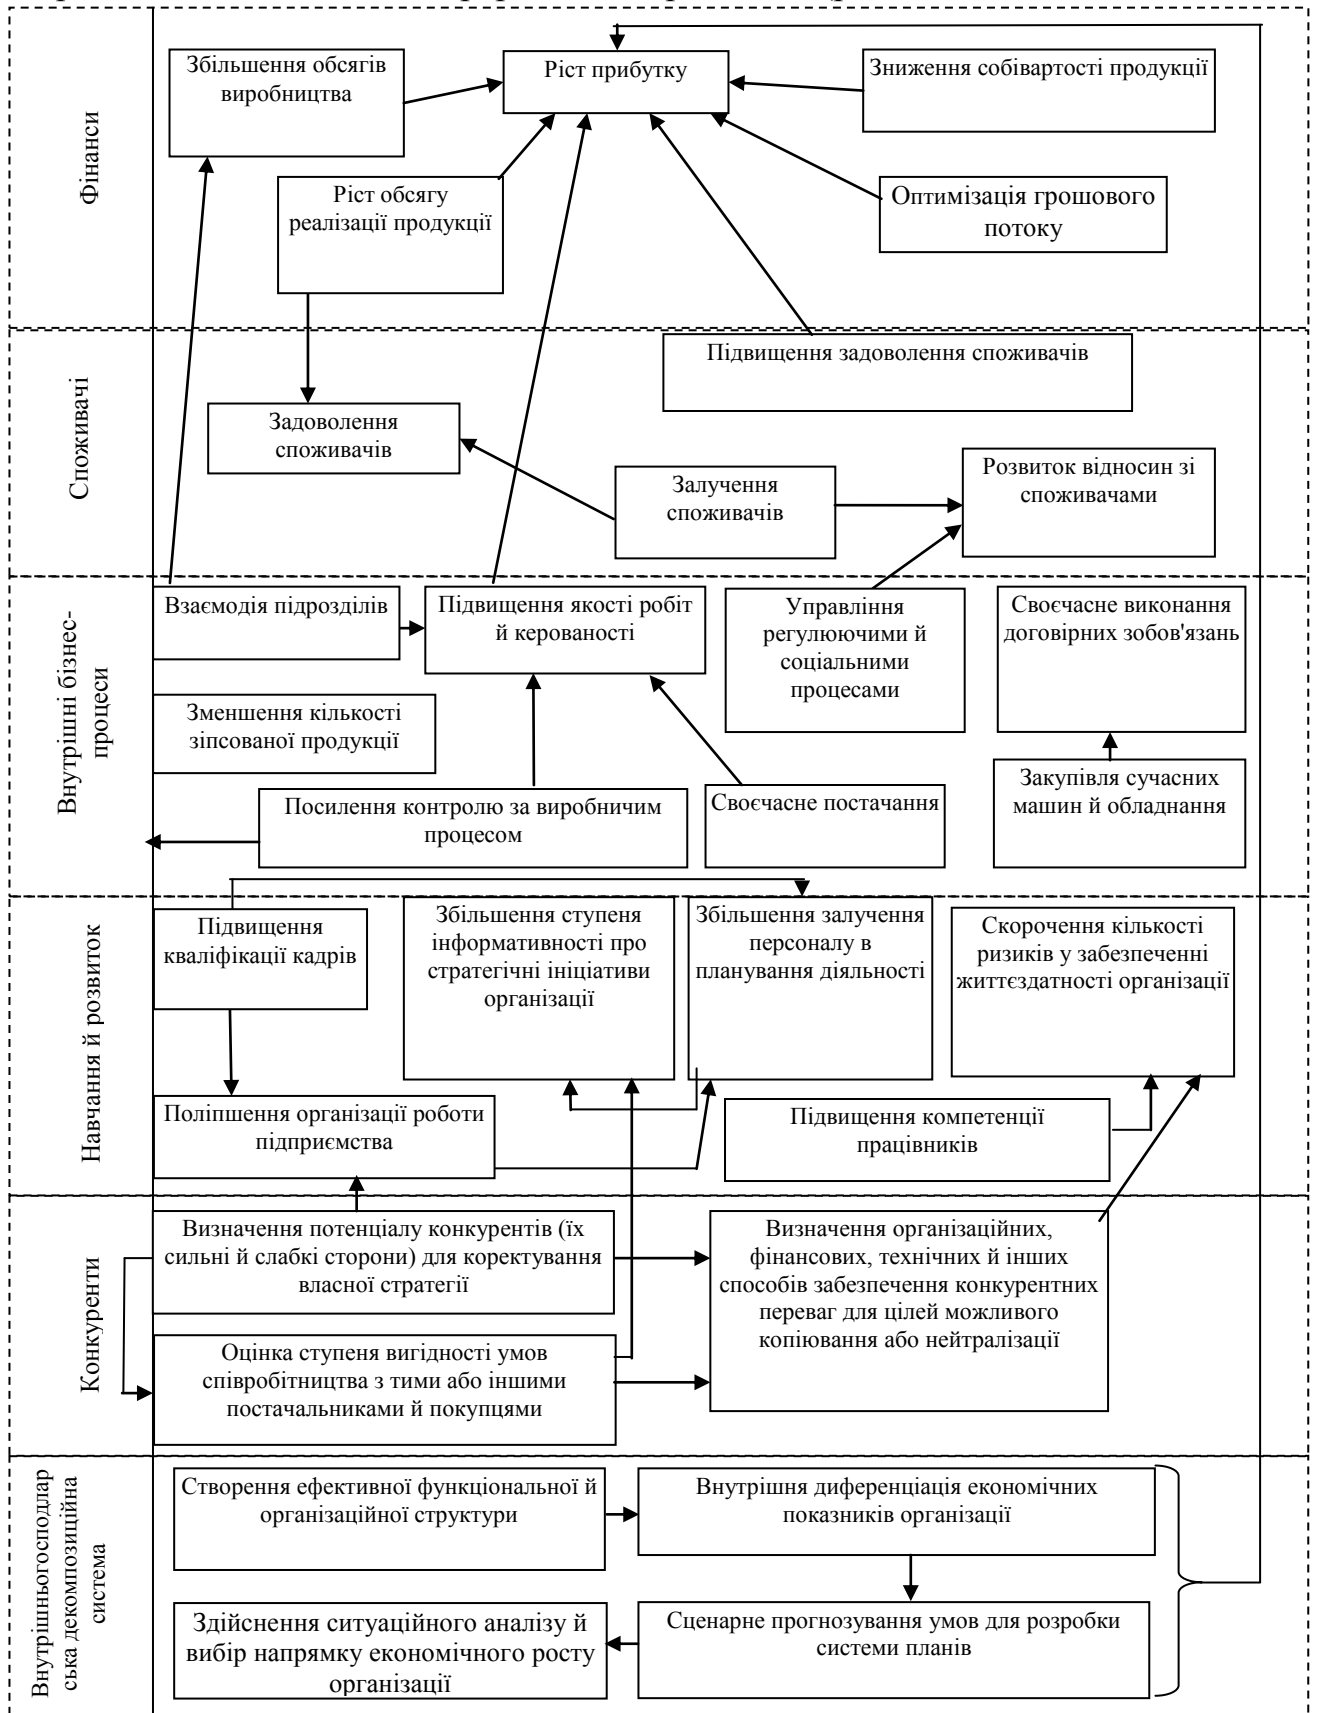 Фінанси
Збільшення обсягів
виробництва
Ріст прибутку
Зниження собівартості продукції
Ріст обсягу
реалізації продукції
Оптимізація грошового
потоку
Споживачі
Підвищення задоволення споживачів
Задоволення
споживачів
Залучення
споживачів
Розвиток відносин зі
споживачами
Внутрішні бізнес-
процеси
Взаємодія підрозділів
Підвищення якості робіт
й керованості
Управління
регулюючими й
соціальними
процесами
Своєчасне виконання
договірних зобов'язань
Зменшення кількості
зіпсованої продукції
Посилення контролю за виробничим
процесом
Своєчасне постачання
Закупівля сучасних
машин й обладнання
Навчання й розвиток
Підвищення
кваліфікації кадрів
Збільшення ступеня
інформативності про
стратегічні ініціативи
організації
Збільшення залучення
персоналу в
планування діяльності
Скорочення кількості
ризиків у забезпеченні
життєздатності організації
Поліпшення організації роботи
підприємства
Підвищення компетенції
працівників
Конкуренти
Визначення потенціалу конкурентів (їх
сильні й слабкі сторони) для коректування
власної стратегії
Визначення організаційних,
фінансових, технічних й інших
способів забезпечення конкурентних
переваг для цілей можливого
копіювання або нейтралізації
Оцінка ступеня вигідності умов
співробітництва з тими або іншими
постачальниками й покупцями
Внутрішньогосподлар
ська декомпозиційна
система
Створення ефективної функціональної й
організаційної структури
Внутрішня диференціація економічних
показників організації
Здійснення ситуаційного аналізу й
вибір напрямку економічного росту
організації
Сценарне прогнозування умов для розробки
системи планів